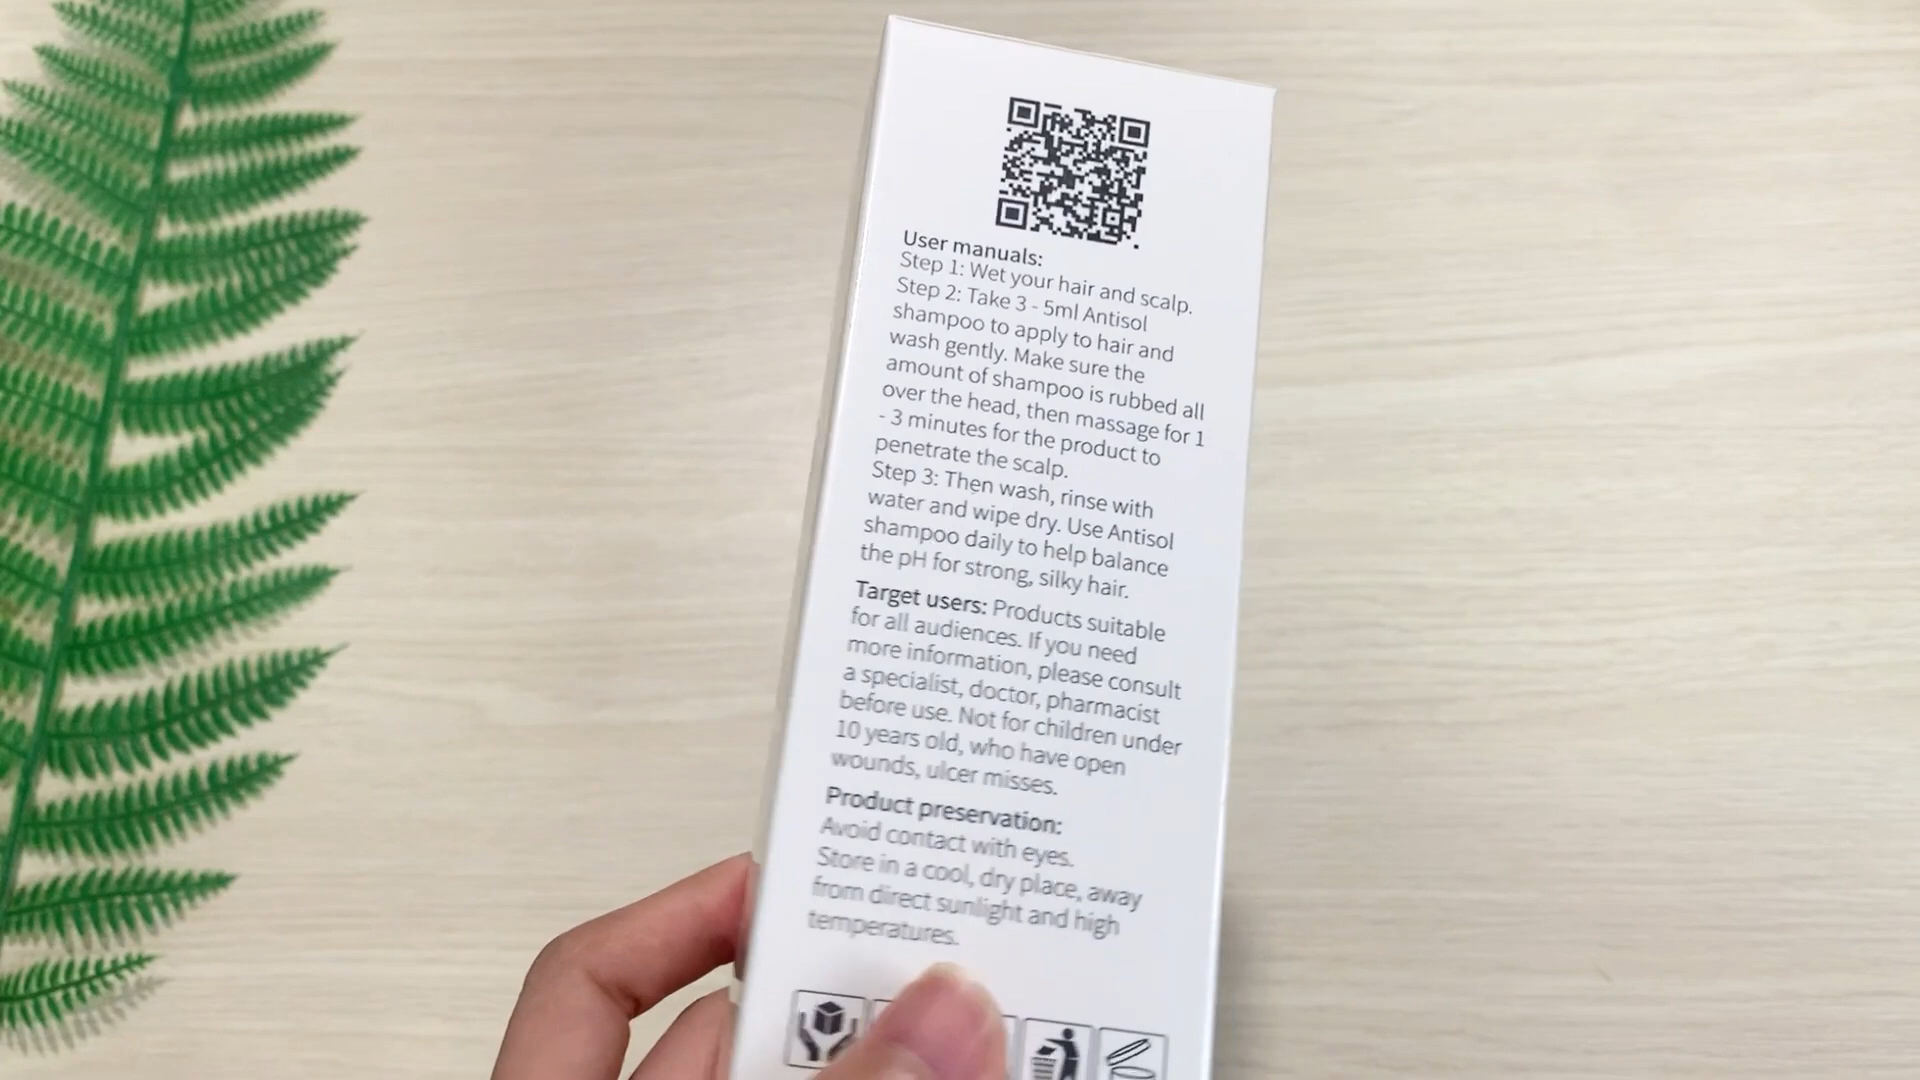 User manuals:
Step 1: Wet your hair and scalp.
Step 2: Take 3 - 5ml Antisol
shampoo to apply to hair and
wash gently. Make sure the
amount of shampoo is rubbed all
over the head, then massage for 1
- 3 minutes for the product to
penetrate the scalp.
Step 3: Then wash, rinse with
water and wipe dry. Use Antisol
shampoo daily to help balance
the pH for strong, silky hair.
Target users: Products suitable
for all audiences. If you need
more information, please consult
a specialist, doctor, pharmacist
before use. Not for children under
10 years old, who have open
wounds, ulcer misses.
Product preservation:
Avoid contact with eyes.
Store in a cool, dry place, away
from direct sunlight and high
temperatures.